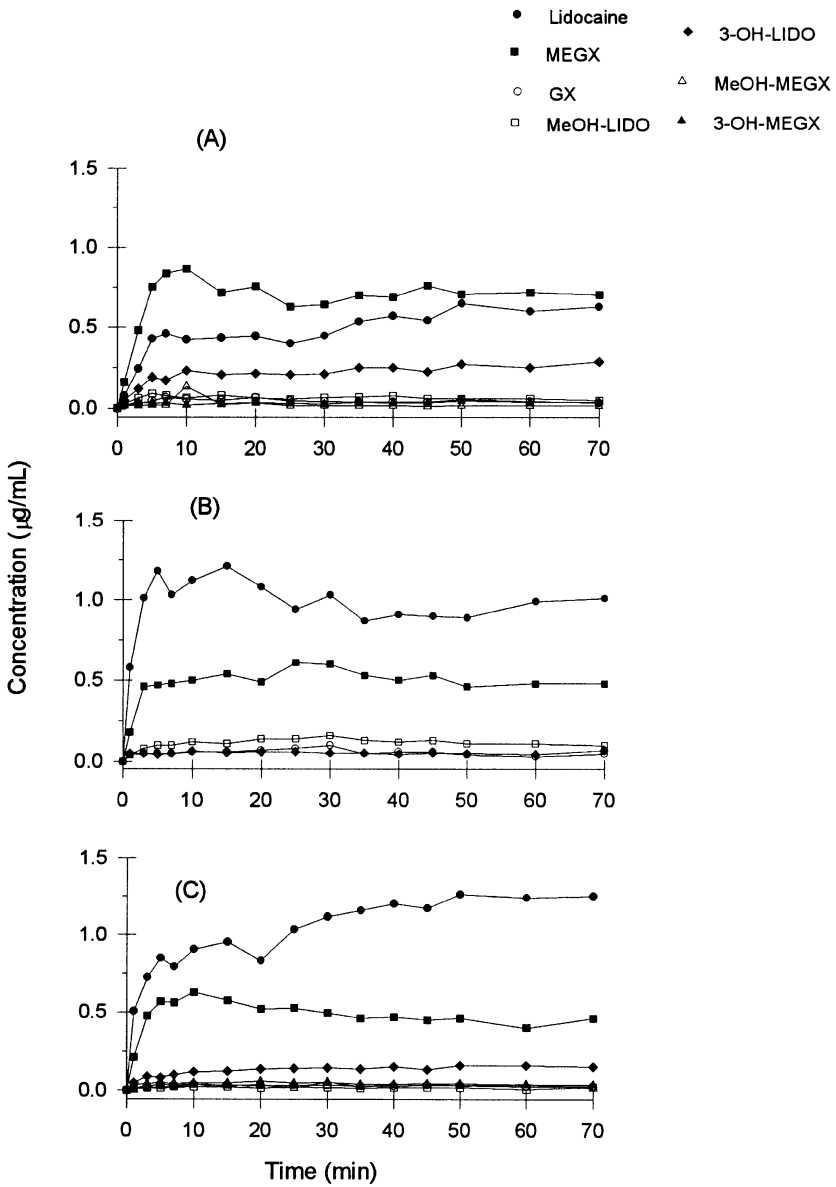 Lidocaine
MEGX
GX
MeOH-LIDO
3-OH-LIDO
MeOH-MEGX
3-OH-MEGX
(A)
1.5
1.0
0.5
0.0
0 10 20 30 40 50 60 70
Concentration (µg/mL)
(B)
1.5
1.0
0.5
0.0
0 10 20 30 40 50 60 70
(C)
1.5
1.0
0.5
0.0
0 10 20 30 40 50 60 70
Time (min)